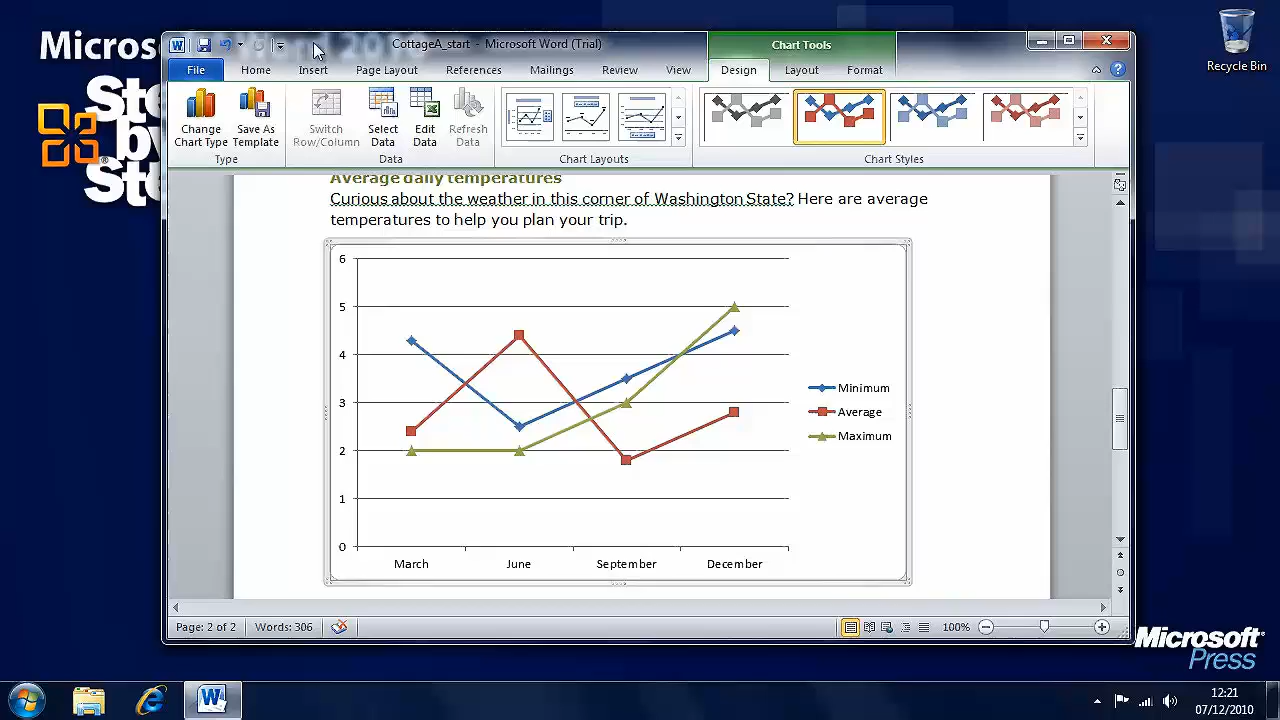 Microso
Ste
by
Ste
Recycle Bin
CottageA_start - Microsoft Word (Trial)
Chart Tools
File Home Insert Page Layout References Mailings Review View Design Layout Format
Change Chart Type
Save As Template
Switch Row/Column
Select Data
Edit Data
Refresh Data
Type Data Chart Layouts Chart Styles
Average daily temperatures
Curious about the weather in this corner of Washington State? Here are average
temperatures to help you plan your trip.
6
5
4
3
2
1
0
March June September December
Minimum
Average
Maximum
Page: 2 of 2 Words: 306 100%
Microsoft
Press
12:21
07/12/2010